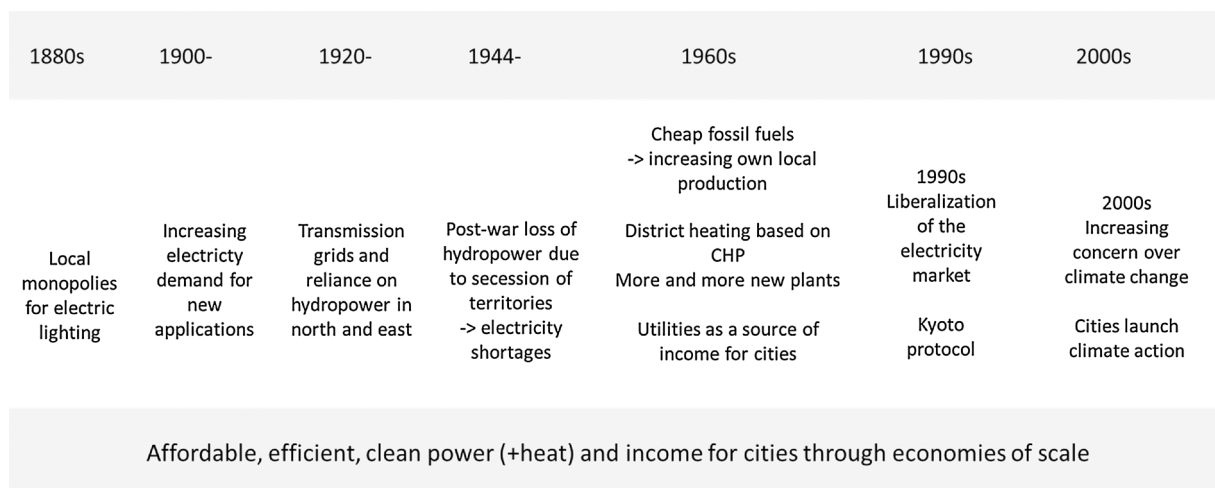 1880s
1900-
1920-
1944-
1960s
1990s
2000s
Local
monopolies
for electric
lighting
Increasing
electricty
demand for
new
applications
Transmission
grids and
reliance on
hydropower in
north and east
Post-war loss of
hydropower due
to secession of
territories
-> electricity
shortages
Cheap fossil fuels
-> increasing own local
production
District heating based on
CHP
More and more new plants
Utilities as a source of
income for cities
1990s
Liberalization
of the
electricity
market
Kyoto
protocol
2000s
Increasing
concern over
climate change
Cities launch
climate action
Affordable, efficient, clean power (+heat) and income for cities through economies of scale